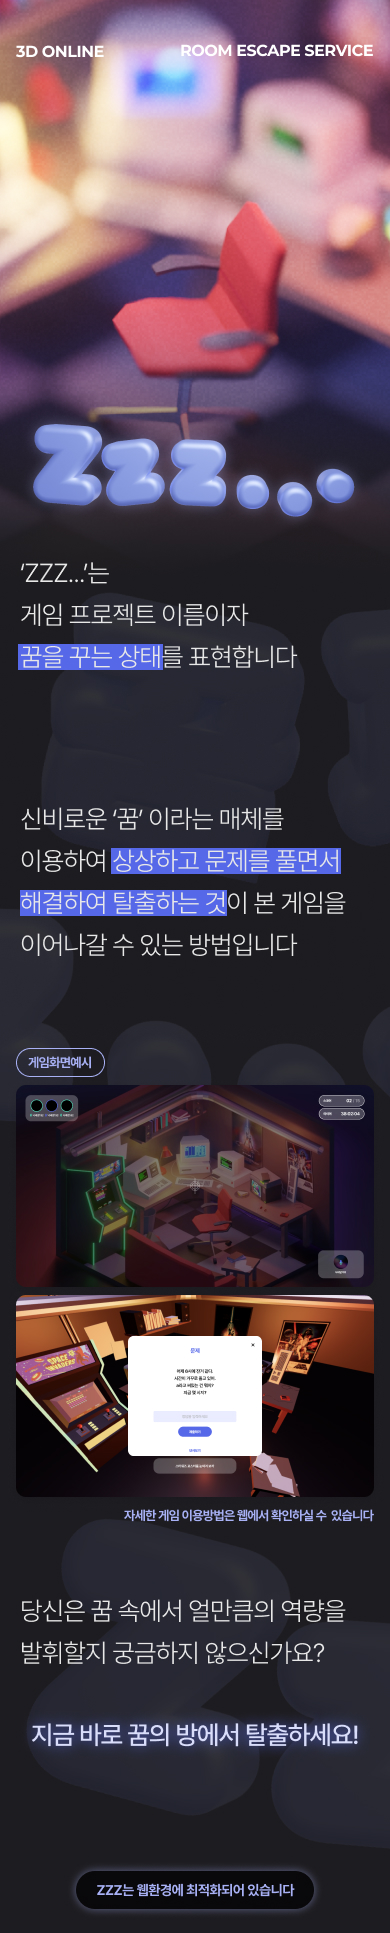 3D ONLINE
ROOM ESCAPE SERVICE
Zzz...
‘ZZZ...’는
게임 프로젝트 이름이자
꿈을 꾸는 상태를 표현합니다
신비로운 ‘꿈’ 이라는 매체를
이용하여 상상하고 문제를 풀면서
해결하여 탈출하는 것이 본 게임을
이어나갈 수 있는 방법입니다
게임화면예시
38:02:04
SPACE
INVADERS
문제
자세한 게임 이용방법은 웹에서 확인하실 수 있습니다
당신은 꿈 속에서 얼만큼의 역량을
발휘할지 궁금하지 않으신가요?
지금 바로 꿈의 방에서 탈출하세요!
ZZZ는 웹환경에 최적화되어 있습니다